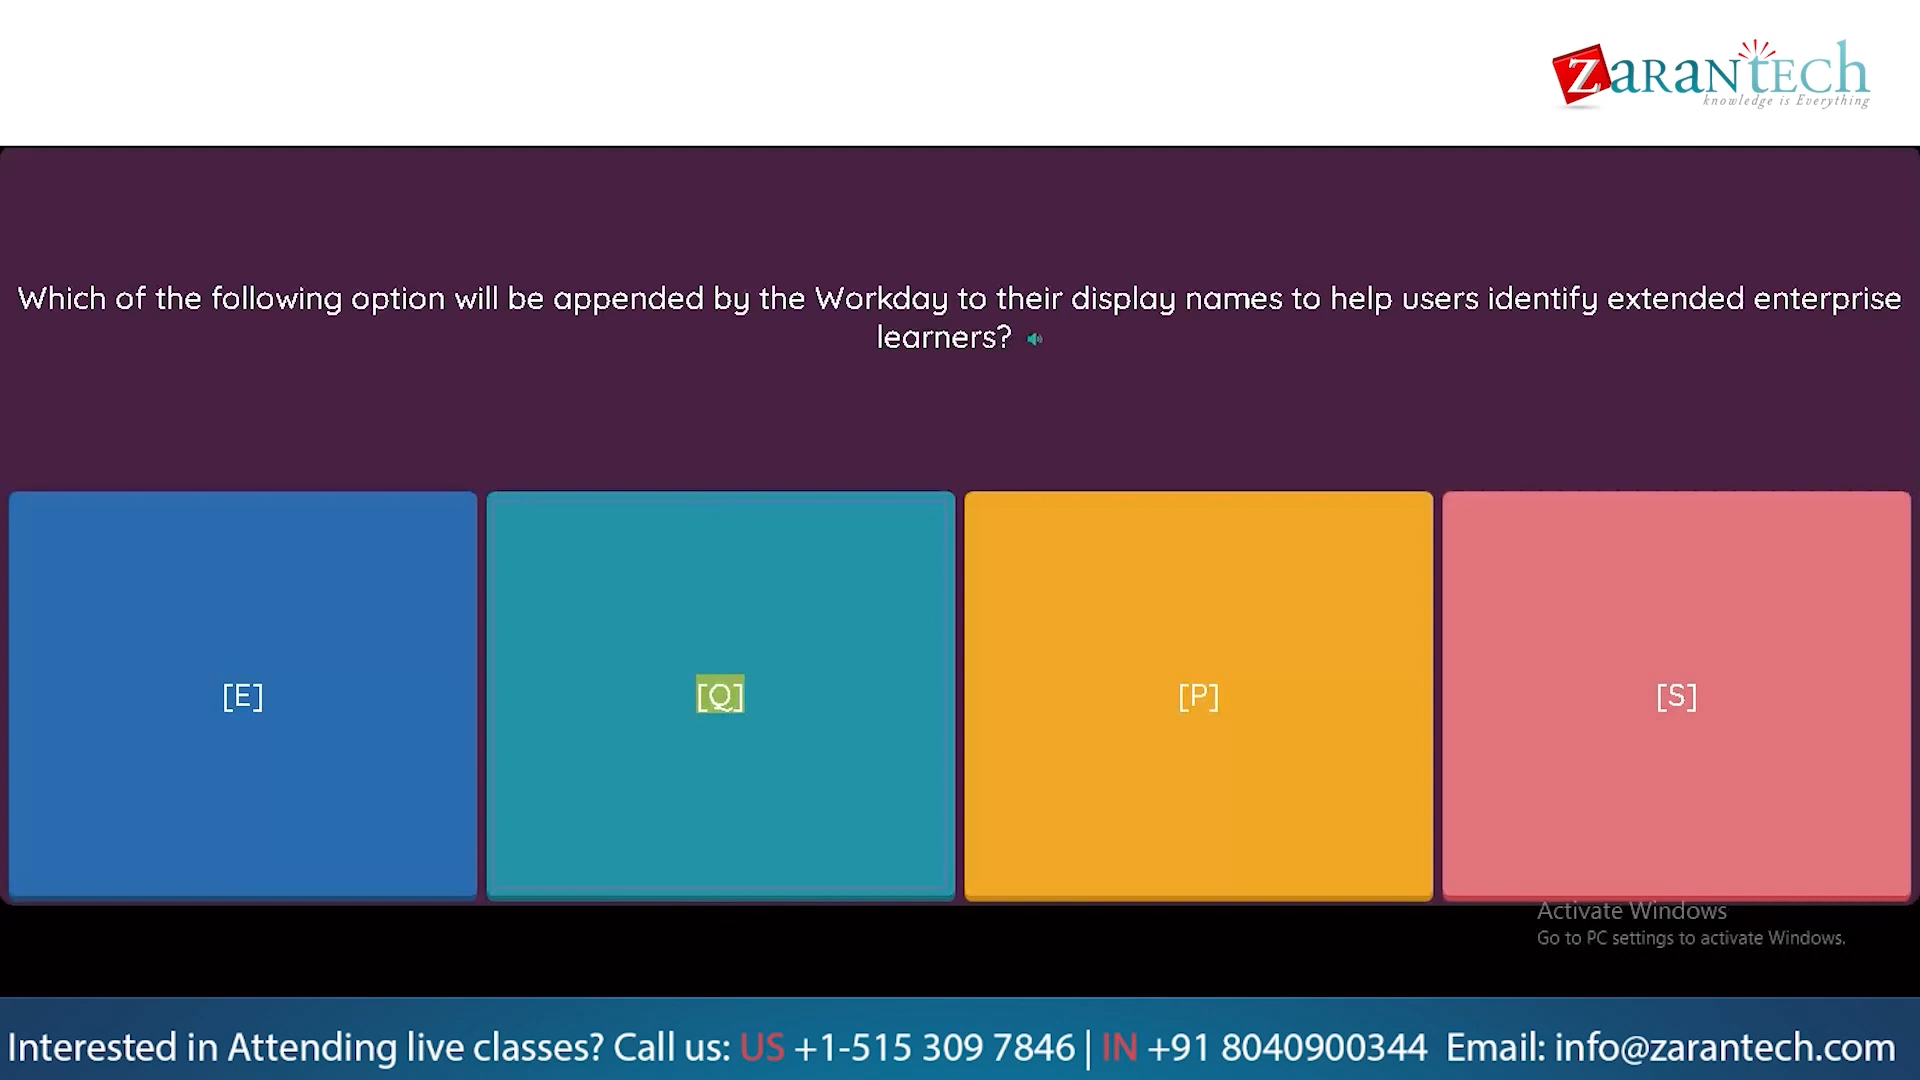 ZaranTech
knowledge is Everything
Which of the following option will be appended by the Workday to their display names to help users identify extended enterprise
learners?
[E]
[Q]
[P]
[S]
Activate Windows
Go to PC settings to activate Windows.
Interested in Attending live classes? Call us: US +1-515 309 7846 | IN +91 8040900344 Email: info@zarantech.com